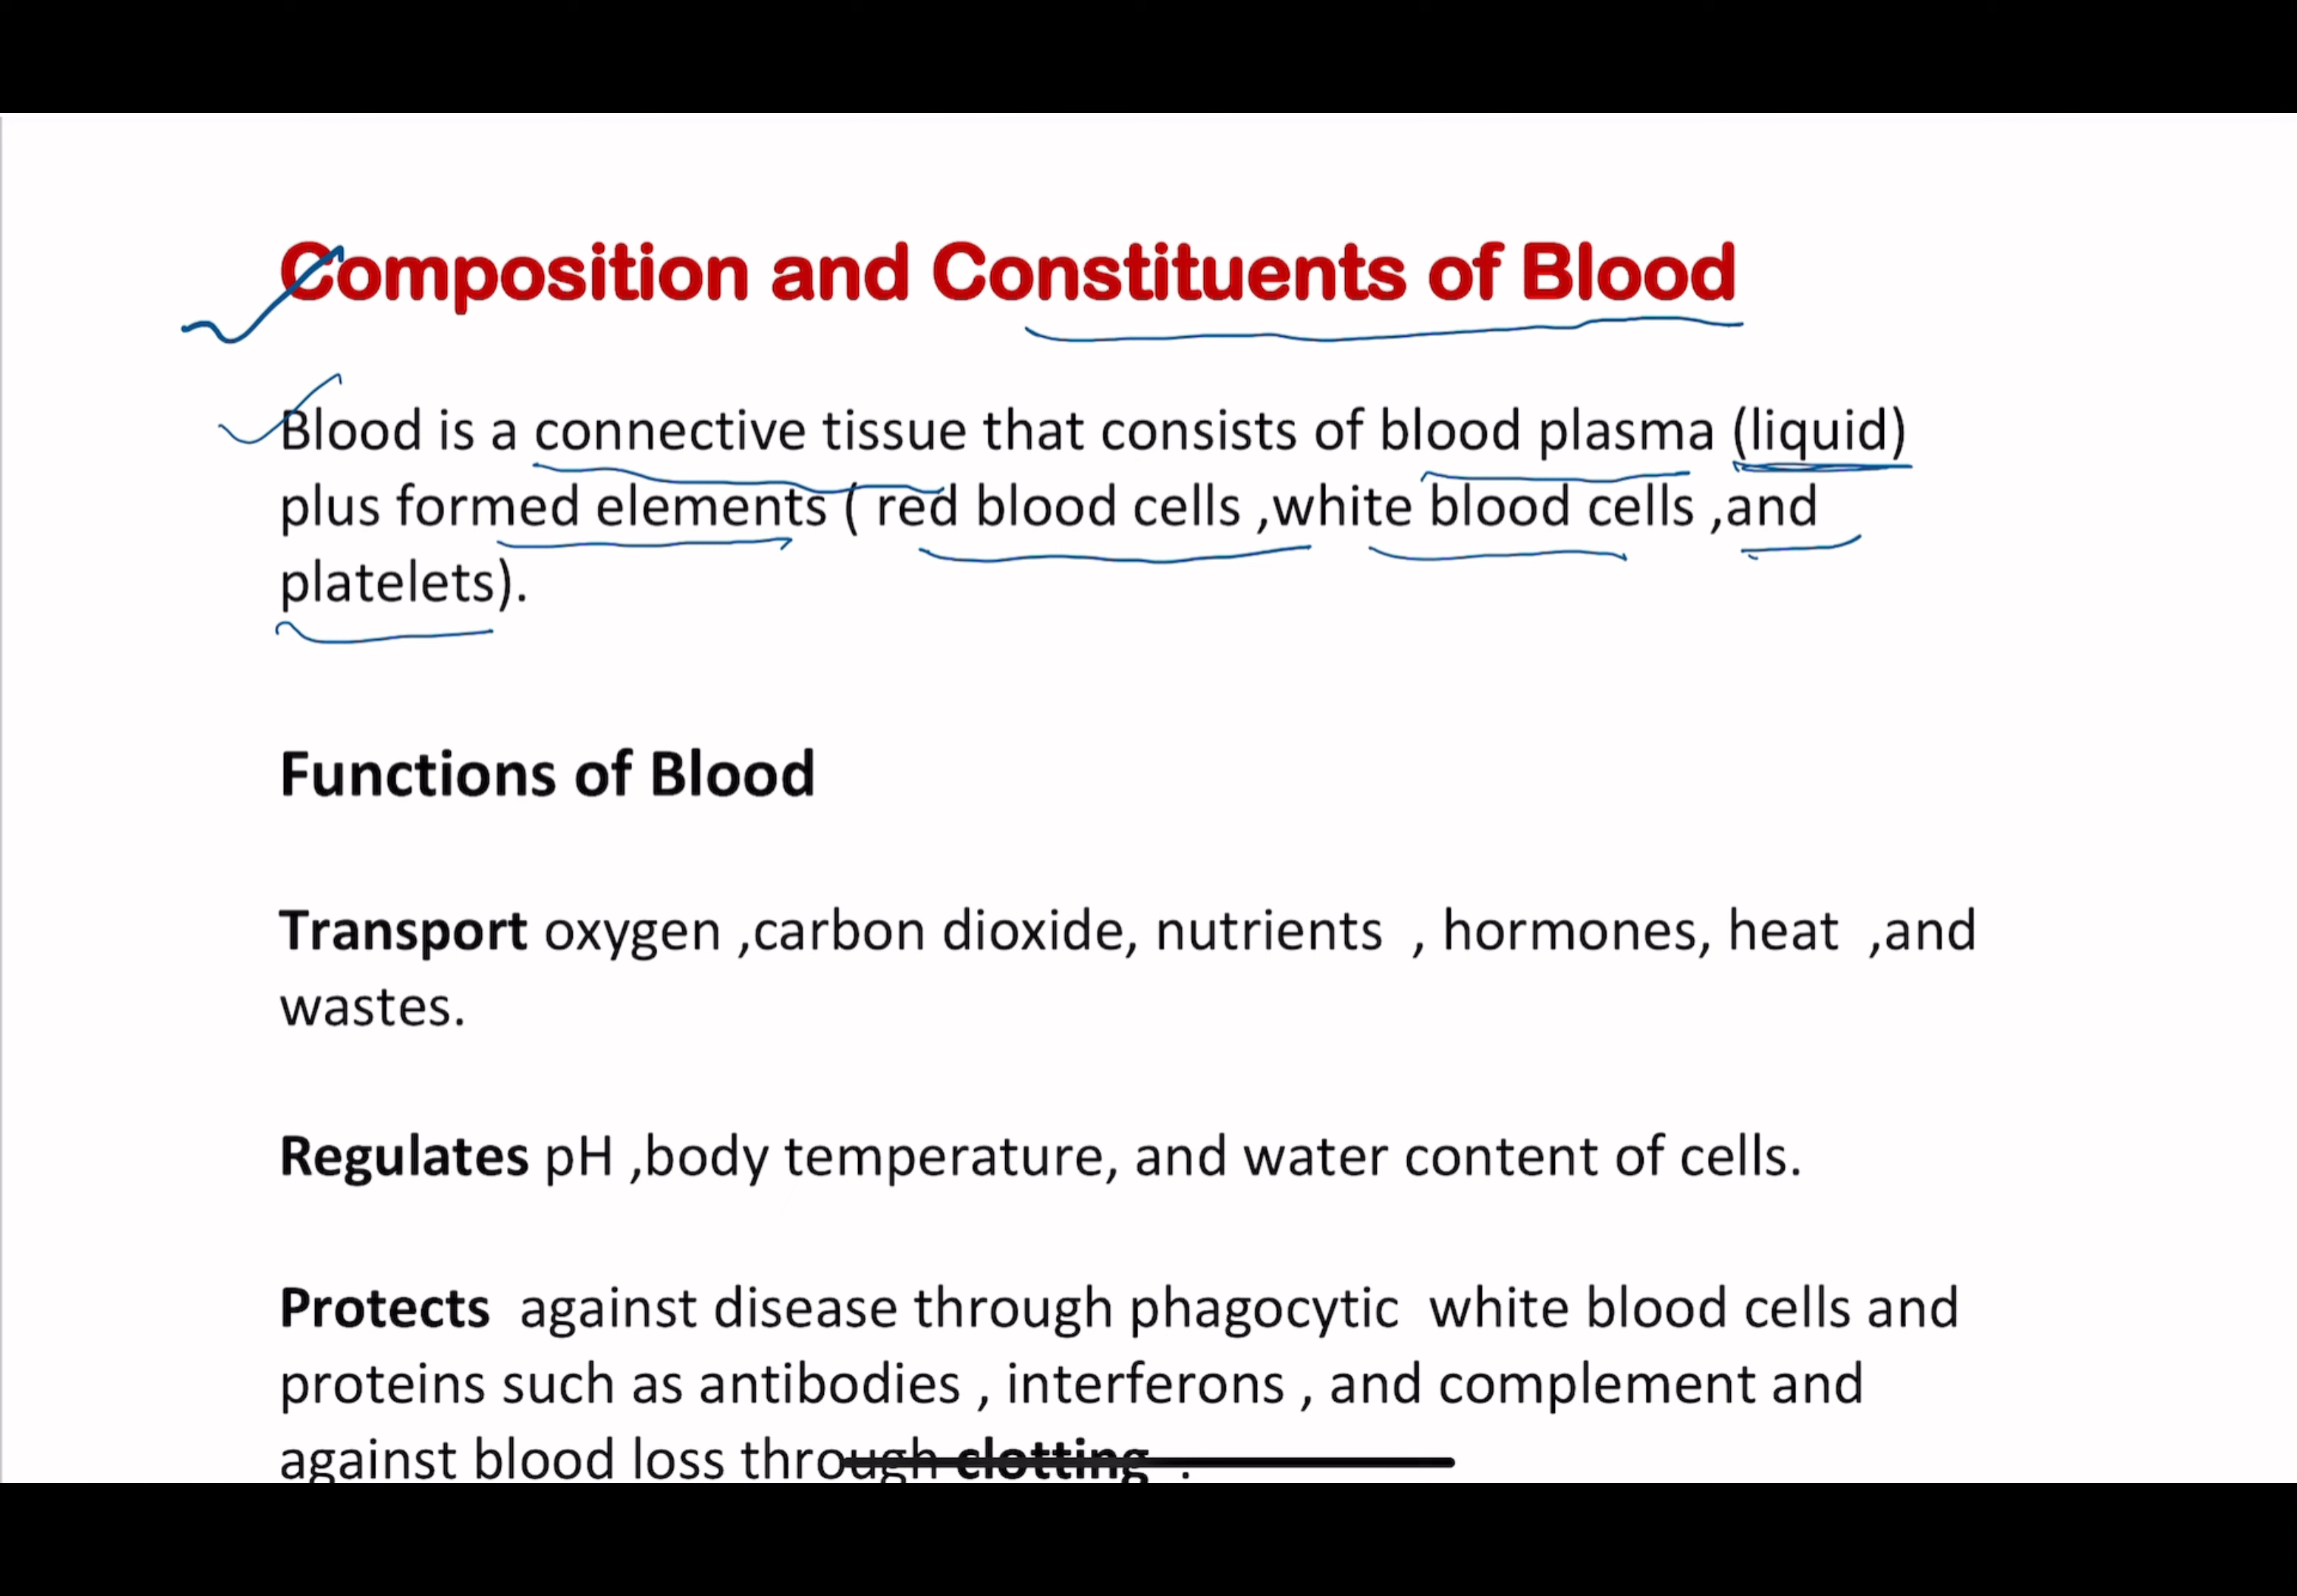 Composition and Constituents of Blood
Blood is a connective tissue that consists of blood plasma (liquid)
plus formed elements ( red blood cells ,white blood cells ,and
platelets).
Functions of Blood
Transport oxygen ,carbon dioxide, nutrients , hormones, heat ,and
wastes.
Regulates pH ,body temperature, and water content of cells.
Protects against disease through phagocytic white blood cells and
proteins such as antibodies , interferons , and complement and
against blood loss through clotting .